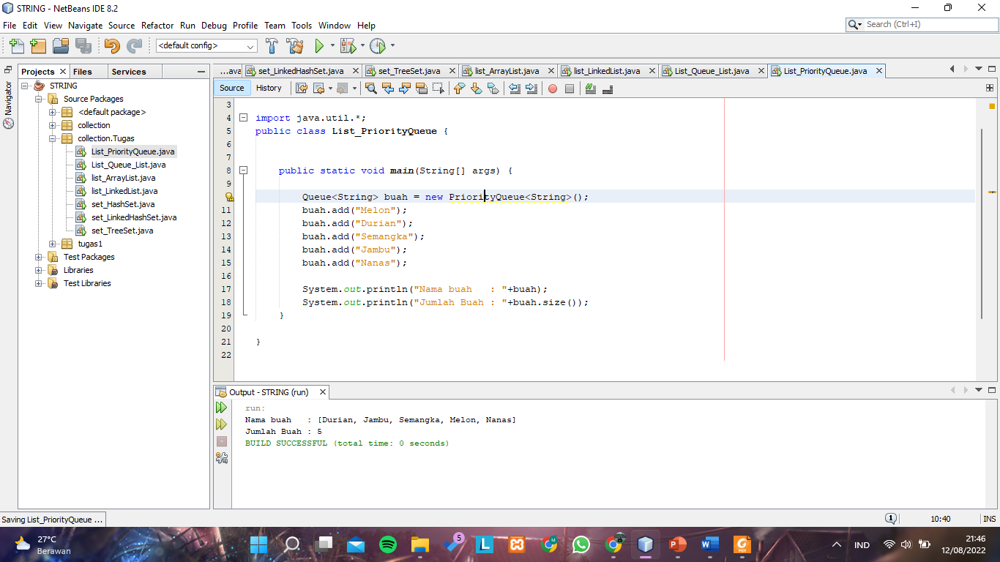 STRING - NetBeans IDE 8.2
File Edit View Navigate Source Refactor Run Debug Profile Team Tools Window Help
Search (Ctrl+I)
<default config>
Projects Files Services
...ava set_LinkedHashSet.java set_TreeSet.java list_ArrayList.java list_LinkedList.java List_Queue_List.java List_PriorityQueue.java
Source History
Navigator
STRING
Source Packages
<default package>
collection
collection.Tugas
List_PriorityQueue.java
List_Queue_List.java
list_ArrayList.java
list_LinkedList.java
set_HashSet.java
set_LinkedHashSet.java
set_TreeSet.java
tugas1
Test Packages
Libraries
Test Libraries
3
4 import java.util.*;
5 public class List_PriorityQueue {
6
7
8 public static void main(String[] args) {
9
Queue<String> buah = new PriorityQueue<String>();
11 buah.add("Melon");
12 buah.add("Durian");
13 buah.add("Semangka");
14 buah.add("Jambu");
15 buah.add("Nanas");
16
17 System.out.println("Nama buah   : "+buah);
18 System.out.println("Jumlah Buah : "+buah.size());
19 }
20
21 }
22
Output - STRING (run)
run:
Nama buah   : [Durian, Jambu, Semangka, Melon, Nanas]
Jumlah Buah : 5
BUILD SUCCESSFUL (total time: 0 seconds)
Saving List_PriorityQueue ...
1 10:40 INS
27°C
Berawan
5
IND
21:46
12/08/2022